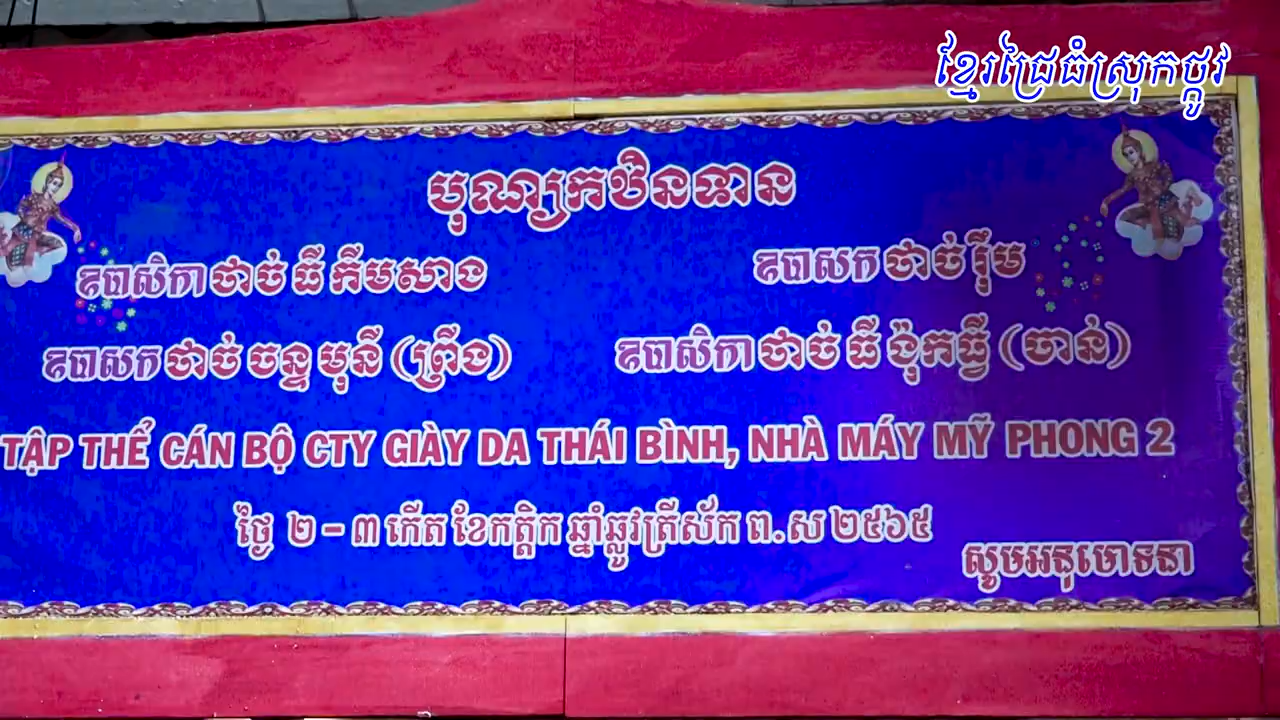 ខ្មែរជ្រៃធំស្រុកថ្កូវ
បុណ្យកឋិនទាន
ឧបាសិកា ថាច់ ធី គីមសាង ឧបាសក ថាច់ រ៉ឹម
ឧបាសក ថាច់ ចន្ទ មុនី (ព្រីង) ឧបាសិកា ថាច់ ធី ង៉ុកធ្វី (ចាន់)
TẬP THỂ CÁN BỘ CTY GIÀY DA THÁI BÌNH, NHÀ MÁY MỸ PHONG 2
ថ្ងៃ ២ - ៣ កើត ខែកត្តិក ឆ្នាំឆ្លូវត្រីស័ក ព.ស ២៥៦៥
សូមអនុមោទនា